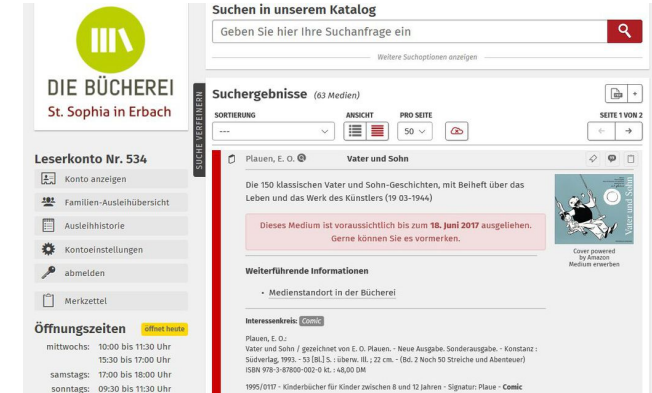 DIE BÜCHEREI
St. Sophia in Erbach
Leserkonto Nr. 534
Konto anzeigen
Familien-Ausleihübersicht
Ausleihhistorie
Kontoeinstellungen
abmelden
Merkzettel
Öffnungszeiten öffnet heute
mittwochs: 10:00 bis 11:30 Uhr
15:30 bis 17:00 Uhr
samstags: 17:00 bis 18:00 Uhr
sonntags: 09:30 bis 11:30 Uhr
SUCHE VERFEINERN
Suchen in unserem Katalog
Geben Sie hier Ihre Suchanfrage ein
Weitere Suchoptionen anzeigen
Suchergebnisse (63 Medien)
SORTIERUNG ANSICHT PRO SEITE SEITE 1 VON 2
--- 50
Plauen, E. O. Vater und Sohn
Die 150 klassischen Vater und Sohn-Geschichten, mit Beiheft über das
Leben und das Werk des Künstlers (19 03-1944)
Dieses Medium ist voraussichtlich bis zum 18. Juni 2017 ausgeliehen.
Gerne können Sie es vormerken.
Vater und Sohn
Cover powered
by Amazon
Medium erwerben
Weiterführende Informationen
• Medienstandort in der Bücherei
Interessenkreis: Comic
Plauen, E. O.:
Vater und Sohn / gezeichnet von E. O. Plauen. - Neue Ausgabe. Sonderausgabe. - Konstanz :
Südverlag, 1993. - 53 [Bl.] S. : überw. Ill. ; 22 cm. - (Bd. 2 Noch 50 Streiche und Abenteuer)
ISBN 978-3-87800-002-0 kt. : 48,00 DM
1995/0117 - Kinderbücher für Kinder zwischen 8 und 12 Jahren - Signatur: Plaue - Comic